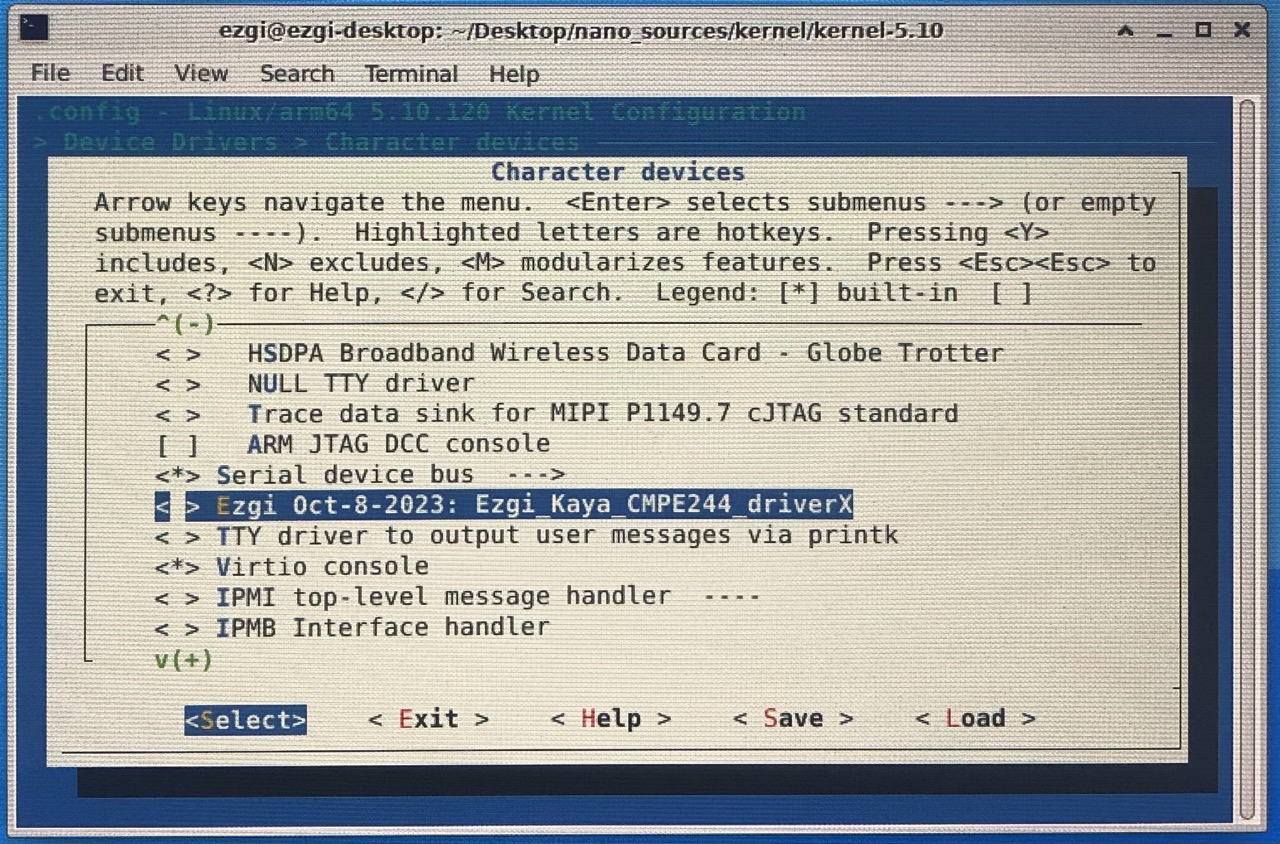 ezgi@ezgi-desktop: ~/Desktop/nano_sources/kernel/kernel-5.10
File Edit View Search Terminal Help
.config - Linux/arm64 5.10.120 Kernel Configuration
> Device Drivers > Character devices
Character devices
Arrow keys navigate the menu. <Enter> selects submenus ---> (or empty
submenus ----). Highlighted letters are hotkeys. Pressing <Y>
includes, <N> excludes, <M> modularizes features. Press <Esc><Esc> to
exit, <?> for Help, </> for Search. Legend: [*] built-in [ ]
^(-)
< > HSDPA Broadband Wireless Data Card - Globe Trotter
< > NULL TTY driver
< > Trace data sink for MIPI P1149.7 cJTAG standard
[ ] ARM JTAG DCC console
<*> Serial device bus --->
< > Ezgi Oct-8-2023: Ezgi_Kaya_CMPE244_driverX
< > TTY driver to output user messages via printk
<*> Virtio console
< > IPMI top-level message handler ----
< > IPMB Interface handler
v(+)
<Select> < Exit > < Help > < Save > < Load >